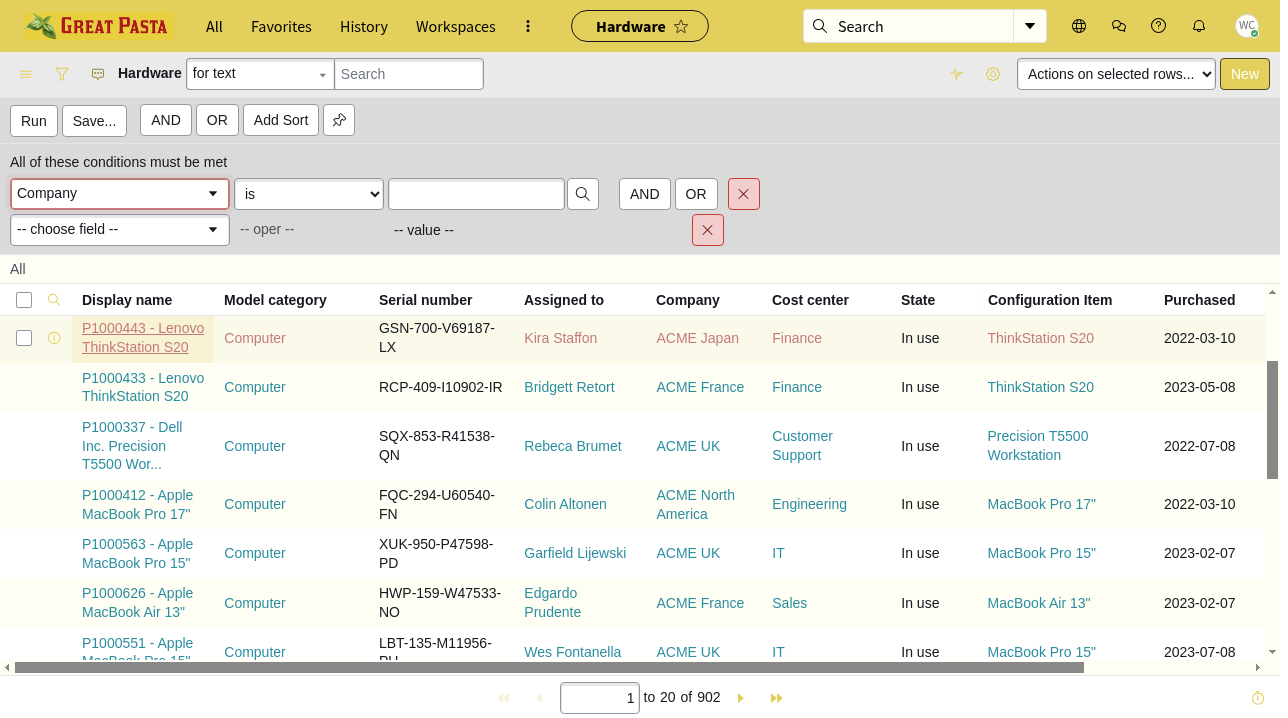 GREAT PASTA All Favorites History Workspaces Hardware Search WC
Hardware for text Search Actions on selected rows... New
Run Save... AND OR Add Sort
All of these conditions must be met
Company is AND OR
-- choose field -- -- oper -- -- value --
All
Display name Model category Serial number Assigned to Company Cost center State Configuration Item Purchased
P1000443 - Lenovo ThinkStation S20 Computer GSN-700-V69187-LX Kira Staffon ACME Japan Finance In use ThinkStation S20 2022-03-10
P1000433 - Lenovo ThinkStation S20 Computer RCP-409-I10902-IR Bridgett Retort ACME France Finance In use ThinkStation S20 2023-05-08
P1000337 - Dell Inc. Precision T5500 Wor... Computer SQX-853-R41538-QN Rebeca Brumet ACME UK Customer Support In use Precision T5500 Workstation 2022-07-08
P1000412 - Apple MacBook Pro 17" Computer FQC-294-U60540-FN Colin Altonen ACME North America Engineering In use MacBook Pro 17" 2022-03-10
P1000563 - Apple MacBook Pro 15" Computer XUK-950-P47598-PD Garfield Lijewski ACME UK IT In use MacBook Pro 15" 2023-02-07
P1000626 - Apple MacBook Air 13" Computer HWP-159-W47533-NO Edgardo Prudente ACME France Sales In use MacBook Air 13" 2023-02-07
P1000551 - Apple MacBook Pro 15" Computer LBT-135-M11956- Wes Fontanella ACME UK IT In use MacBook Pro 15" 2023-07-08
1 to 20 of 902